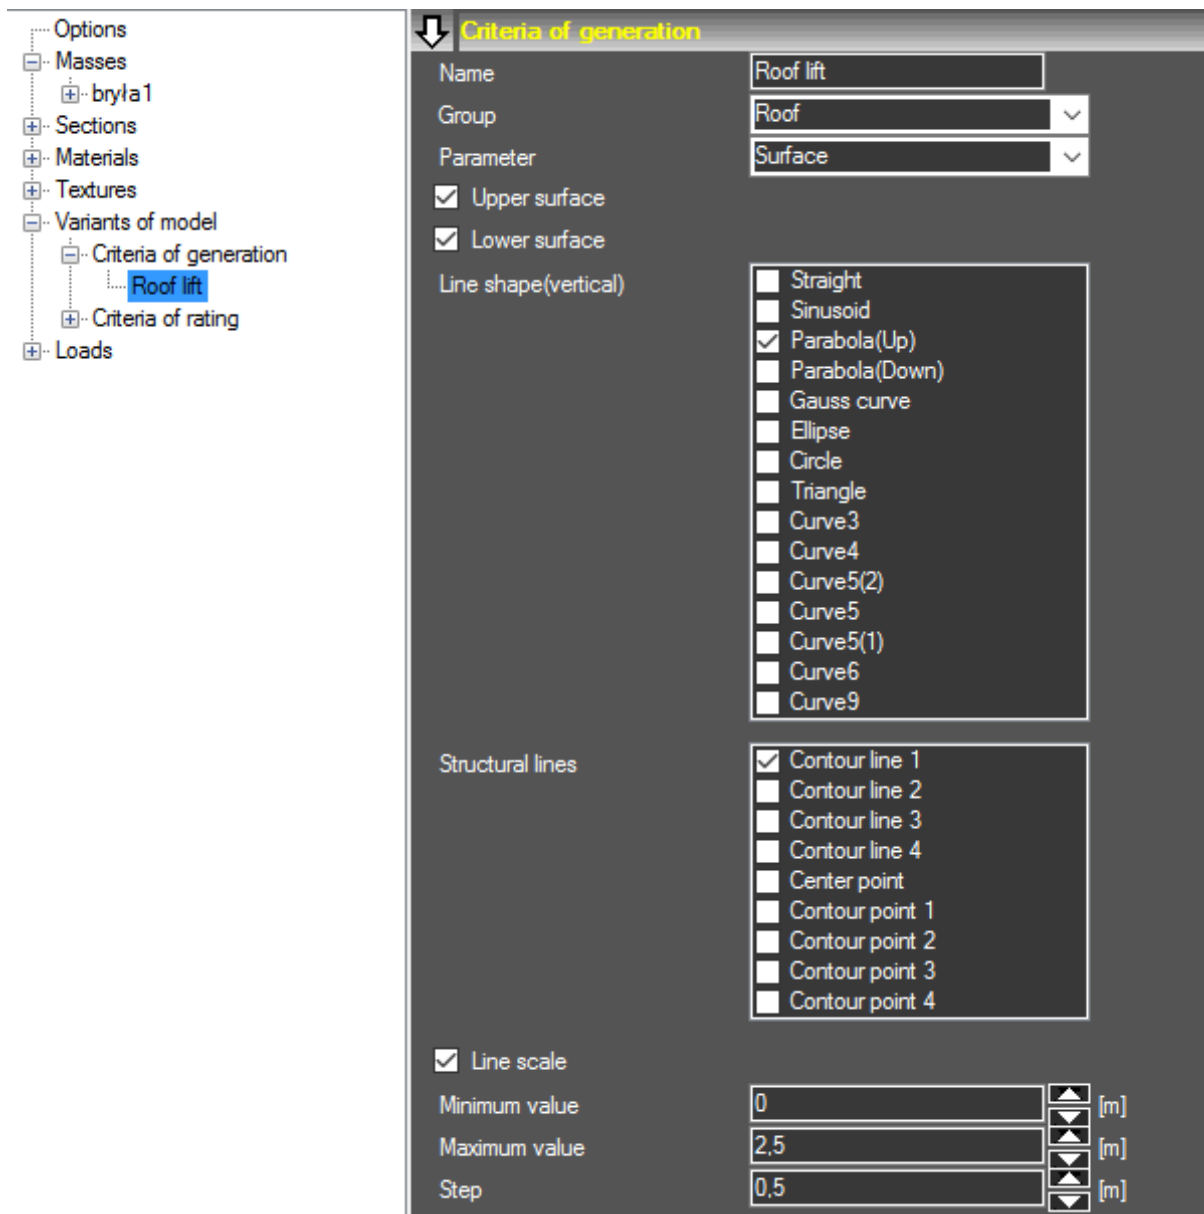 Options
Masses
bryła1
Sections
Materials
Textures
Variants of model
Criteria of generation
Roof lift
Criteria of rating
Loads
Criteria of generation
Name Roof lift
Group Roof
Parameter Surface
Upper surface
Lower surface
Line shape(vertical)
Straight
Sinusoid
Parabola(Up)
Parabola(Down)
Gauss curve
Ellipse
Circle
Triangle
Curve3
Curve4
Curve5(2)
Curve5
Curve5(1)
Curve6
Curve9
Structural lines
Contour line 1
Contour line 2
Contour line 3
Contour line 4
Center point
Contour point 1
Contour point 2
Contour point 3
Contour point 4
Line scale
Minimum value 0 [m]
Maximum value 2,5 [m]
Step 0,5 [m]